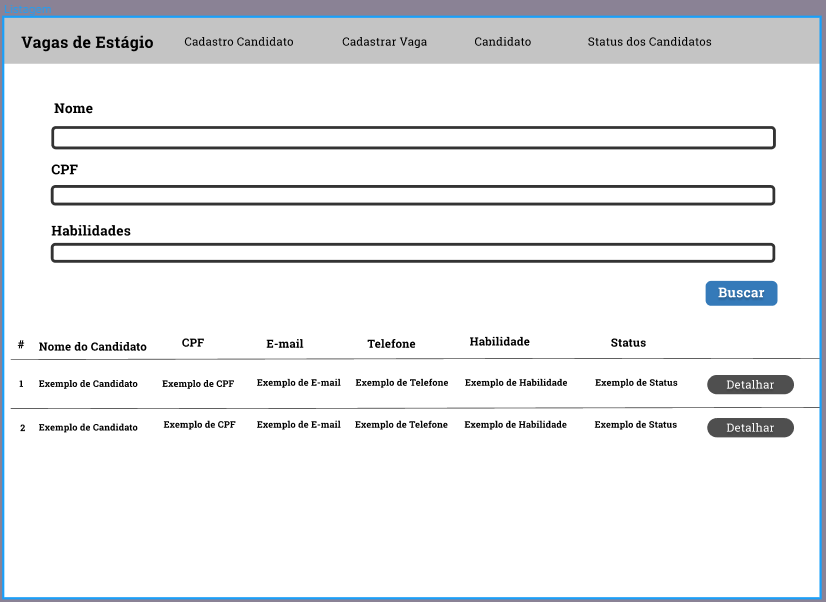 Vagas de Estágio Cadastro Candidato Cadastrar Vaga Candidato Status dos Candidatos
Nome
CPF
Habilidades
Buscar
# Nome do Candidato CPF E-mail Telefone Habilidade Status
1 Exemplo de Candidato Exemplo de CPF Exemplo de E-mail Exemplo de Telefone Exemplo de Habilidade Exemplo de Status Detalhar
2 Exemplo de Candidato Exemplo de CPF Exemplo de E-mail Exemplo de Telefone Exemplo de Habilidade Exemplo de Status Detalhar